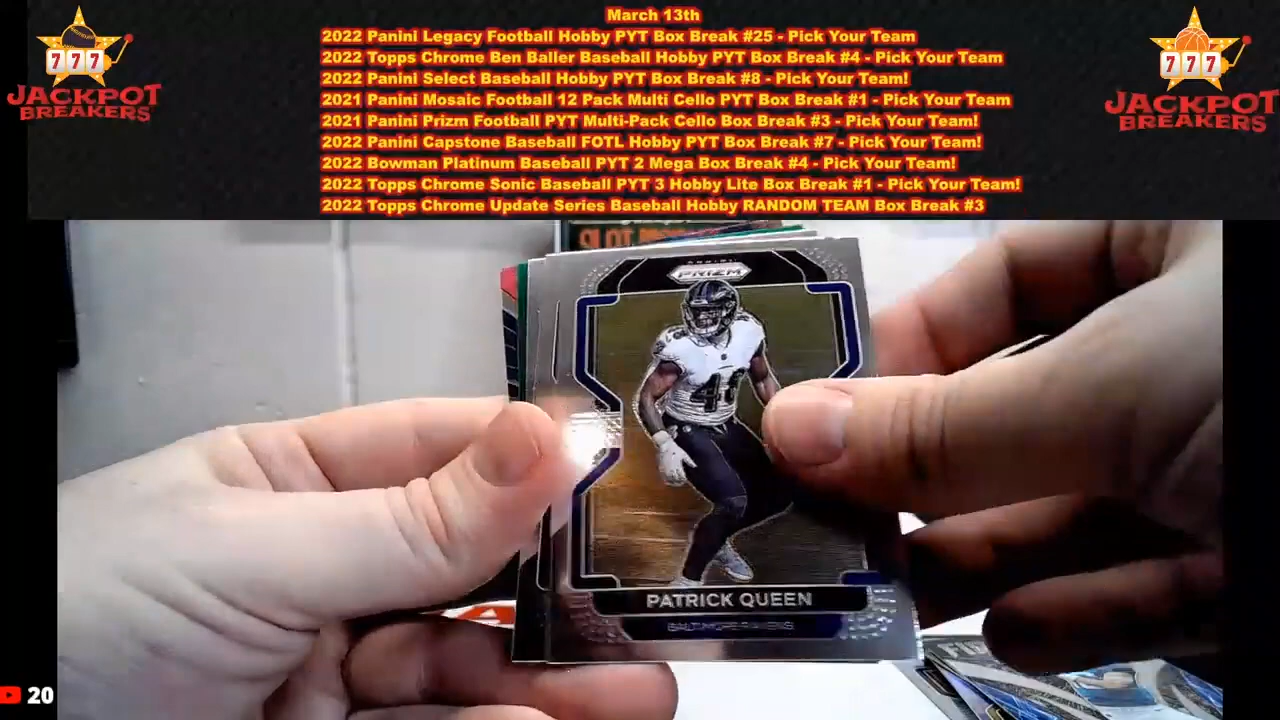 March 13th
2022 Panini Legacy Football Hobby PYT Box Break #25 - Pick Your Team
2022 Topps Chrome Ben Baller Baseball Hobby PYT Box Break #4 - Pick Your Team
2022 Panini Select Baseball Hobby PYT Box Break #8 - Pick Your Team!
2021 Panini Mosaic Football 12 Pack Multi Cello PYT Box Break #1 - Pick Your Team
2021 Panini Prizm Football PYT Multi-Pack Cello Box Break #3 - Pick Your Team!
2022 Panini Capstone Baseball FOTL Hobby PYT Box Break #7 - Pick Your Team!
2022 Bowman Platinum Baseball PYT 2 Mega Box Break #4 - Pick Your Team!
2022 Topps Chrome Sonic Baseball PYT 3 Hobby Lite Box Break #1 - Pick Your Team!
2022 Topps Chrome Update Series Baseball Hobby RANDOM TEAM Box Break #3
777
JACKPOT
BREAKERS
777
JACKPOT
BREAKERS
PANINI
PRIZM
PATRICK QUEEN
BALTIMORE RAVENS
20